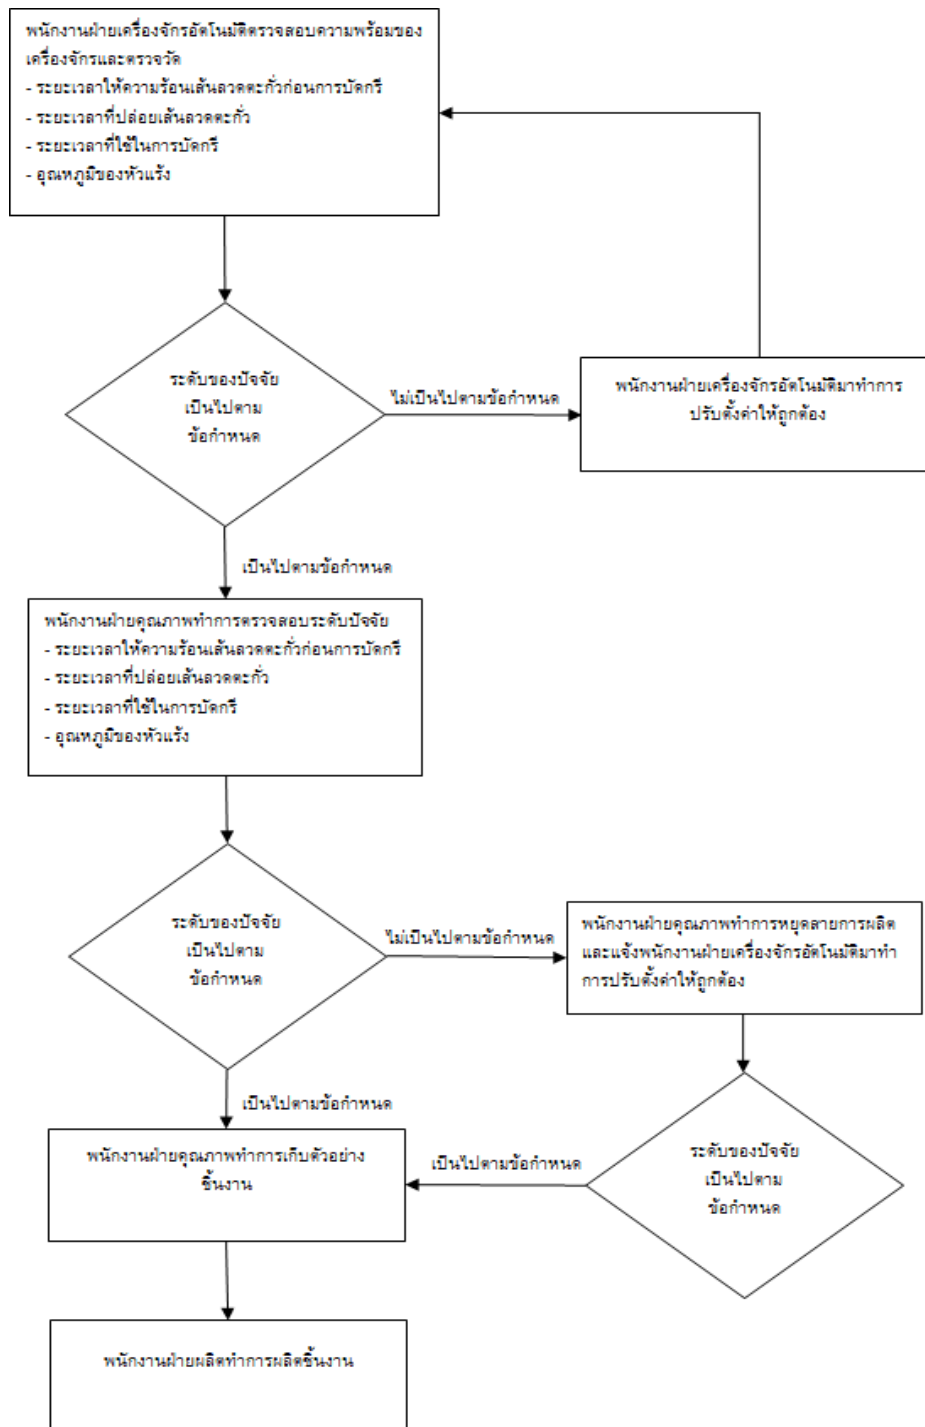 พนักงานฝ่ายเครื่องจักรอัตโนมัติตรวจสอบความพร้อมของ
เครื่องจักรและตรวจวัด
- ระยะเวลาให้ความร้อนเส้นลวดตะกั่วก่อนการบัดกรี
- ระยะเวลาที่ปล่อยเส้นลวดตะกั่ว
- ระยะเวลาที่ใช้ในการบัดกรี
- อุณหภูมิของหัวแร้ง
ระดับของปัจจัย
เป็นไปตาม
ข้อกำหนด
ไม่เป็นไปตามข้อกำหนด
พนักงานฝ่ายเครื่องจักรอัตโนมัติมาทำการ
ปรับตั้งค่าให้ถูกต้อง
เป็นไปตามข้อกำหนด
พนักงานฝ่ายคุณภาพทำการตรวจสอบระดับปัจจัย
- ระยะเวลาให้ความร้อนเส้นลวดตะกั่วก่อนการบัดกรี
- ระยะเวลาที่ปล่อยเส้นลวดตะกั่ว
- ระยะเวลาที่ใช้ในการบัดกรี
- อุณหภูมิของหัวแร้ง
ระดับของปัจจัย
เป็นไปตาม
ข้อกำหนด
ไม่เป็นไปตามข้อกำหนด
พนักงานฝ่ายคุณภาพทำการหยุดลายการผลิต
และแจ้งพนักงานฝ่ายเครื่องจักรอัตโนมัติมาทำ
การปรับตั้งค่าให้ถูกต้อง
เป็นไปตามข้อกำหนด
พนักงานฝ่ายคุณภาพทำการเก็บตัวอย่าง
ชิ้นงาน
เป็นไปตามข้อกำหนด
ระดับของปัจจัย
เป็นไปตาม
ข้อกำหนด
พนักงานฝ่ายผลิตทำการผลิตชิ้นงาน